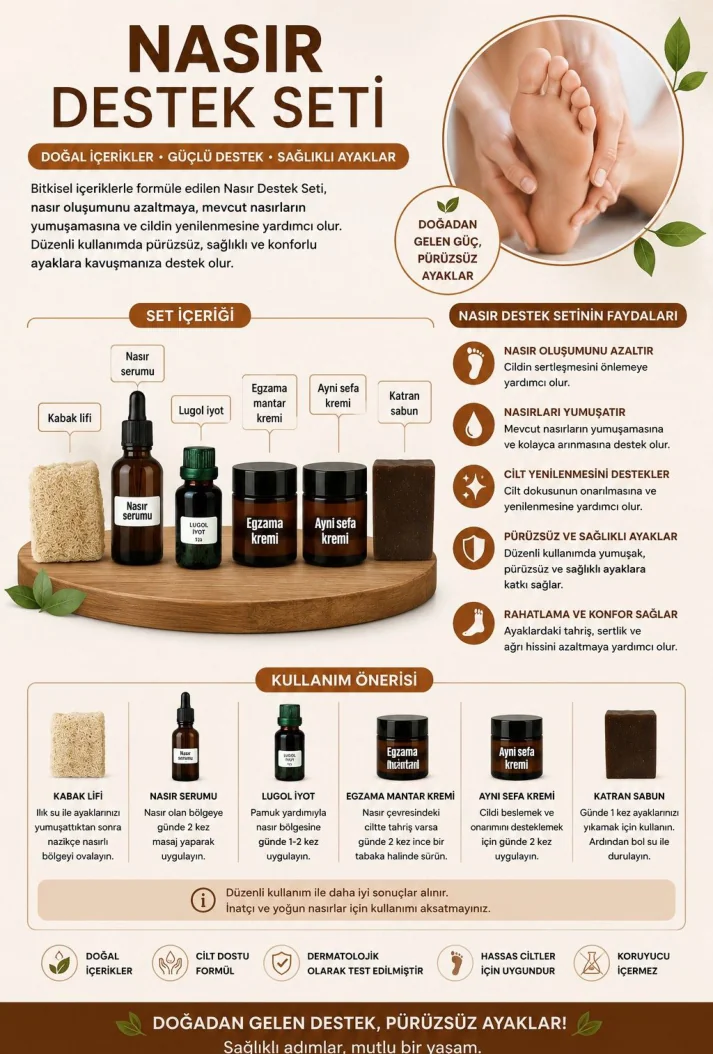 NASIR
DESTEK SETİ
DOĞAL İÇERİKLER • GÜÇLÜ DESTEK • SAĞLIKLI AYAKLAR
Bitkisel içeriklerle formüle edilen Nasır Destek Seti,
nasır oluşumunu azaltmaya, mevcut nasırların
yumuşamasına ve cildin yenilenmesine yardımcı olur.
Düzenli kullanımda pürüzsüz, sağlıklı ve konforlu
ayaklara kavuşmanıza destek olur.
DOĞADAN
GELEN GÜÇ,
PÜRÜZSÜZ
AYAKLAR
SET İÇERİĞİ
Kabak lifi
Nasır
serumu
Lugol iyot
Egzama
mantar
kremi
Ayni sefa
kremi
Katran
sabun
Nasır
serumu
LUGOL
İYOT
Egzama
kremi
Ayni sefa
kremi
NASIR DESTEK SETİNİN FAYDALARI
NASIR OLUŞUMUNU AZALTIR
Cildin sertleşmesini önlemeye
yardımcı olur.
NASIRLARI YUMUŞATIR
Mevcut nasırların yumuşamasına
ve kolayca arınmasına destek olur.
CİLT YENİLENMESİNİ DESTEKLER
Cilt dokusunun onarılmasına ve
yenilenmesine yardımcı olur.
PÜRÜZSÜZ VE SAĞLIKLI AYAKLAR
Düzenli kullanımda yumuşak,
pürüzsüz ve sağlıklı ayaklara
katkı sağlar.
RAHATLAMA VE KONFOR SAĞLAR
Ayaklardaki tahriş, sertlik ve
ağrı hissini azaltmaya yardımcı olur.
KULLANIM ÖNERİSİ
Nasır
serumu
LUGOL
Egzama
Ayni sefa
kremi
KABAK LİFİ
Ilık su ile ayaklarınızı
yumuşattıktan sonra
nazikçe nasırlı
bölgeyi ovalayın.
NASIR SERUMU
Nasır olan bölgeye
günde 2 kez
masaj yaparak
uygulayın.
LUGOL İYOT
Pamuk yardımıyla
nasır bölgesine
günde 1-2 kez
uygulayın.
EGZAMA MANTAR KREMİ
Nasır çevresindeki
ciltte tahriş varsa
günde 2 kez ince bir
tabaka halinde sürün.
AYNI SEFA KREMİ
Cildi beslemek ve
onarımını desteklemek
için günde 2 kez
uygulayın.
KATRAN SABUN
Günde 1 kez ayaklarınızı
yıkamak için kullanın.
Ardından bol su ile
durulayın.
Düzenli kullanım ile daha iyi sonuçlar alınır.
İnatçı ve yoğun nasırlar için kullanımı aksatmayınız.
DOĞAL
İÇERİKLER
CİLT DOSTU
FORMÜL
DERMATOLOJİK
OLARAK TEST EDİLMİŞTİR
HASSAS CİLTLER
İÇİN UYGUNDUR
KORUYUCU
İÇERMEZ
DOĞADAN GELEN DESTEK, PÜRÜZSÜZ AYAKLAR!
Sağlıklı adımlar, mutlu bir yaşam.